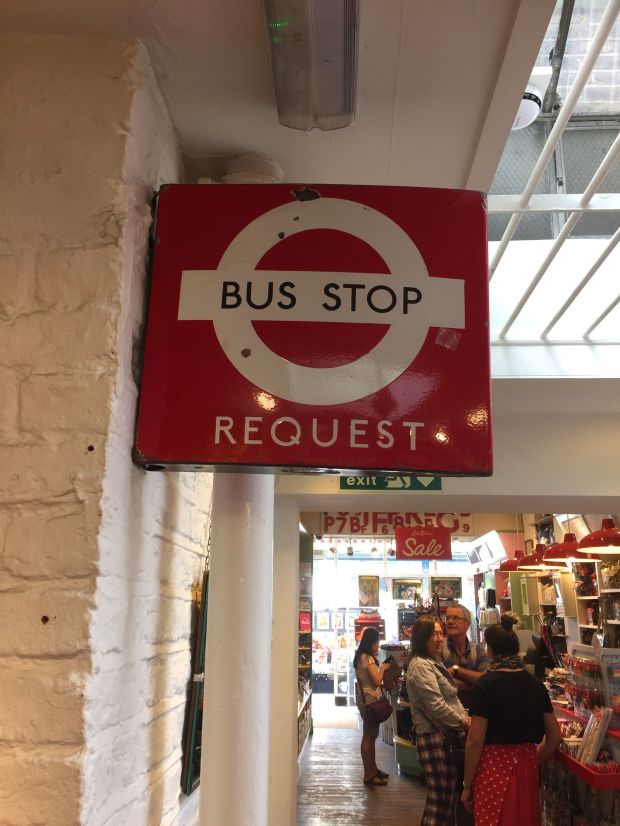 BUS STOP
REQUEST
exit
Sale